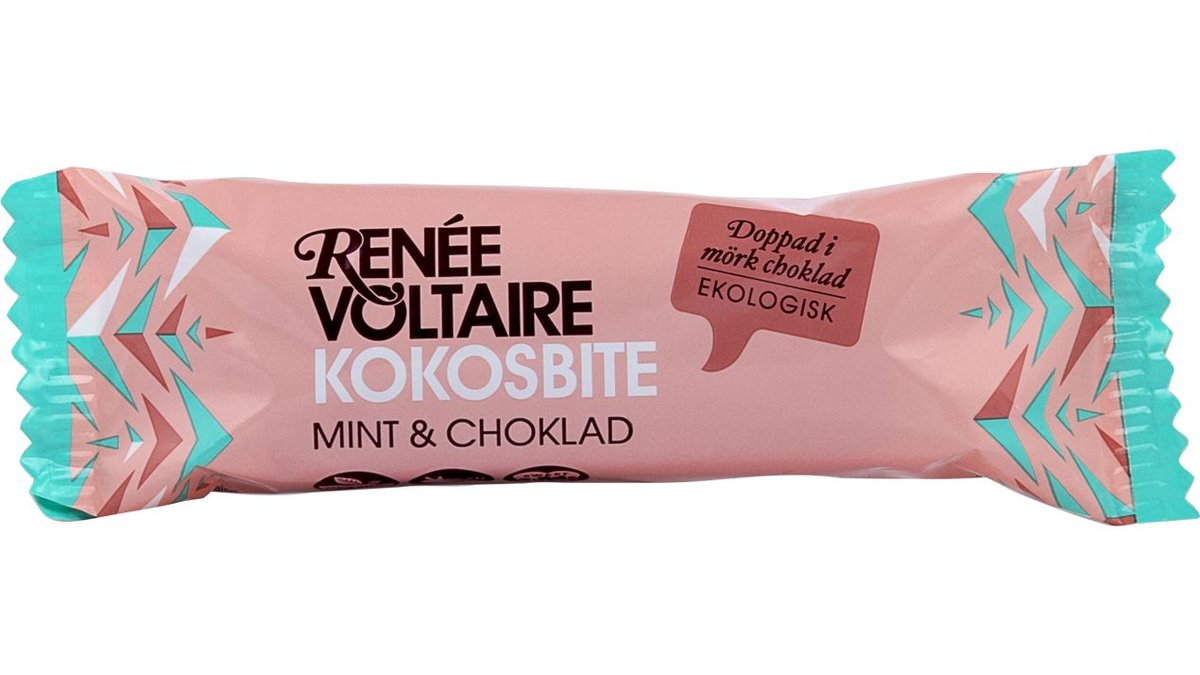 RENÉE
VOLTAIRE
KOKOSBITE
MINT & CHOKLAD
Doppad i
mörk choklad
EKOLOGISK